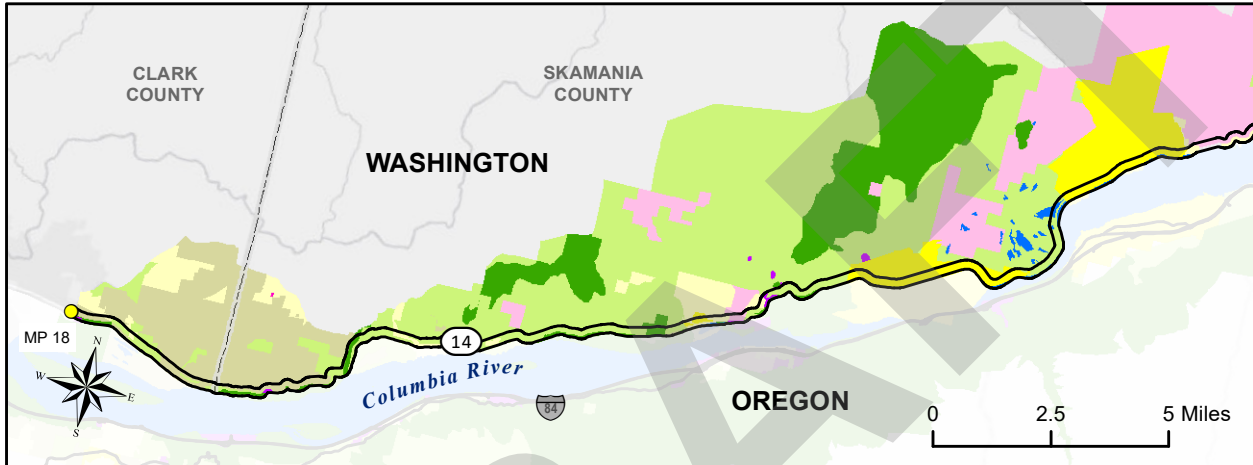 CLARK
COUNTY
SKAMANIA
COUNTY
WASHINGTON
MP 18
N
W
E
S
14
Columbia River
84
OREGON
0 2.5 5 Miles